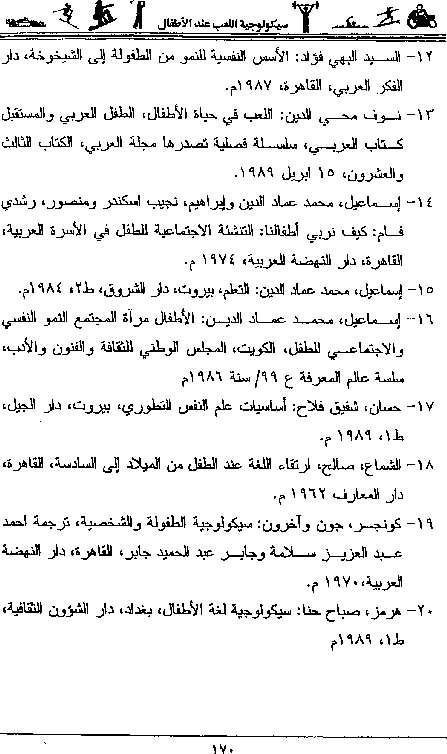 سيكولوجية اللعب عند الأطفال
١٢- السيد البهي فؤاد: الأسس النفسية للنمو من الطفولة إلى الشيخوخة، دار
الفكر العربي، القاهرة، ١٩٨٧م.
١٣- نوف محي الدين: اللعب في حياة الأطفال، الطفل العربي والمستقبل
كتاب العربي، سلسلة فصلية تصدرها مجلة العربي، الكتاب الثالث
والعشرون، ١٥ ابريل ١٩٨٩.
١٤- إسماعيل، محمد عماد الدين وإبراهيم، نجيب اسكندر ومنصور، رشدي
فام: كيف نربي أطفالنا: التنشئة الاجتماعية للطفل في الأسرة العربية،
القاهرة، دار النهضة العربية، ١٩٧٤ م.
١٥- إسماعيل، محمد عماد الدين: التعلم، بيروت، دار الشروق، ط٢، ١٩٨٤م.
١٦- إسماعيل، محمد عماد الدين: الأطفال مرآة المجتمع النمو النفسي
والاجتماعي للطفل، الكويت، المجلس الوطني للثقافة والفنون والأدب،
سلسة عالم المعرفة ع ٩٩/ سنة ١٩٨٦م
١٧- حسان، شفيق فلاح: أساسيات علم النفس التطوري، بيروت، دار الجيل،
ط١، ١٩٨٩ م.
١٨- الشماع، صالح، ارتقاء اللغة عند الطفل من الميلاد إلى السادسة، القاهرة،
دار المعارف ١٩٦٢ م.
١٩- كونجر، جون وآخرون: سيكولوجية الطفولة والشخصية، ترجمة احمد
عبد العزيز سلامة وجابر عبد الحميد جابر، القاهرة، دار النهضة
العربية، ١٩٧٠ م.
٢٠- هرمز، صباح حنا: سيكولوجية لغة الأطفال، بغداد، دار الشؤون الثقافية،
ط١، ١٩٨٩م
١٧٠